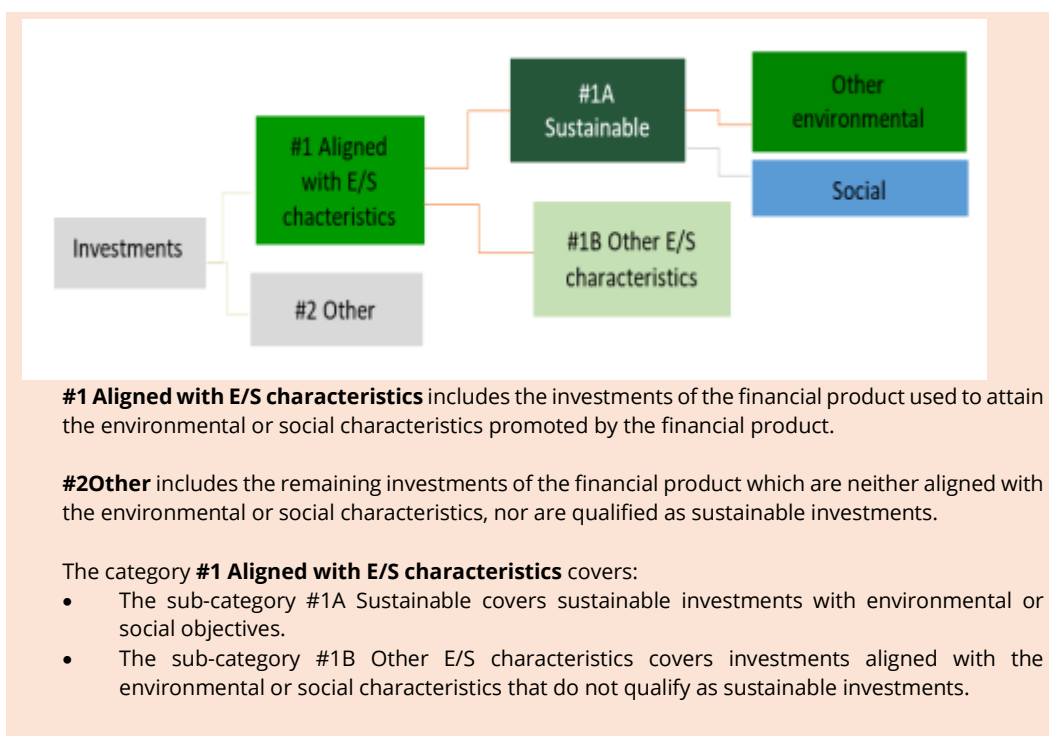 #1A
Sustainable
Other
environmental
#1 Aligned
with E/S
chacteristics
Social
Investments
#1B Other E/S
characteristics
#2 Other
#1 Aligned with E/S characteristics includes the investments of the financial product used to attain
the environmental or social characteristics promoted by the financial product.
#2Other includes the remaining investments of the financial product which are neither aligned with
the environmental or social characteristics, nor are qualified as sustainable investments.
The category #1 Aligned with E/S characteristics covers:
• The sub-category #1A Sustainable covers sustainable investments with environmental or
social objectives.
• The sub-category #1B Other E/S characteristics covers investments aligned with the
environmental or social characteristics that do not qualify as sustainable investments.